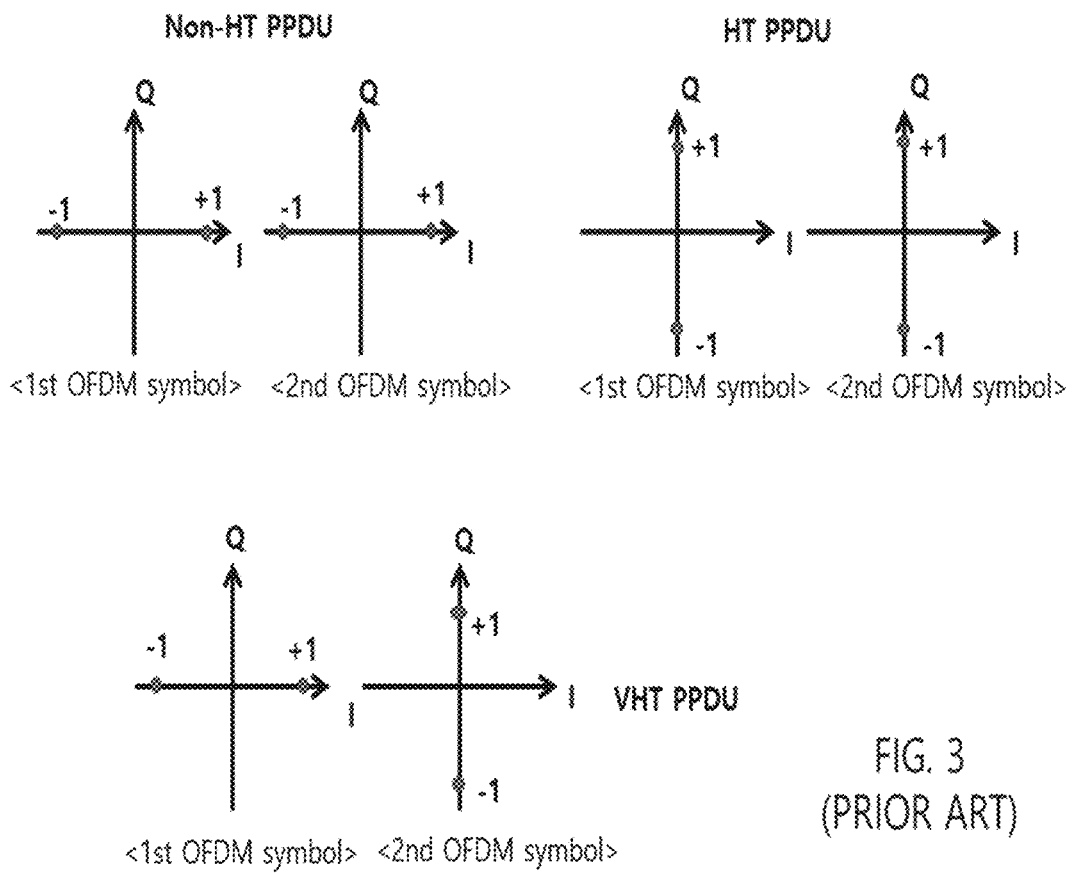 Non-HT PPDU
HT PPDU
Q
Q
Q
Q
-1
+1
I
-1
+1
I
+1
I
-1
+1
I
-1
<1st OFDM symbol>
<2nd OFDM symbol>
<1st OFDM symbol>
<2nd OFDM symbol>
Q
Q
-1
+1
I
+1
I
-1
VHT PPDU
<1st OFDM symbol>
<2nd OFDM symbol>
FIG. 3
(PRIOR ART)